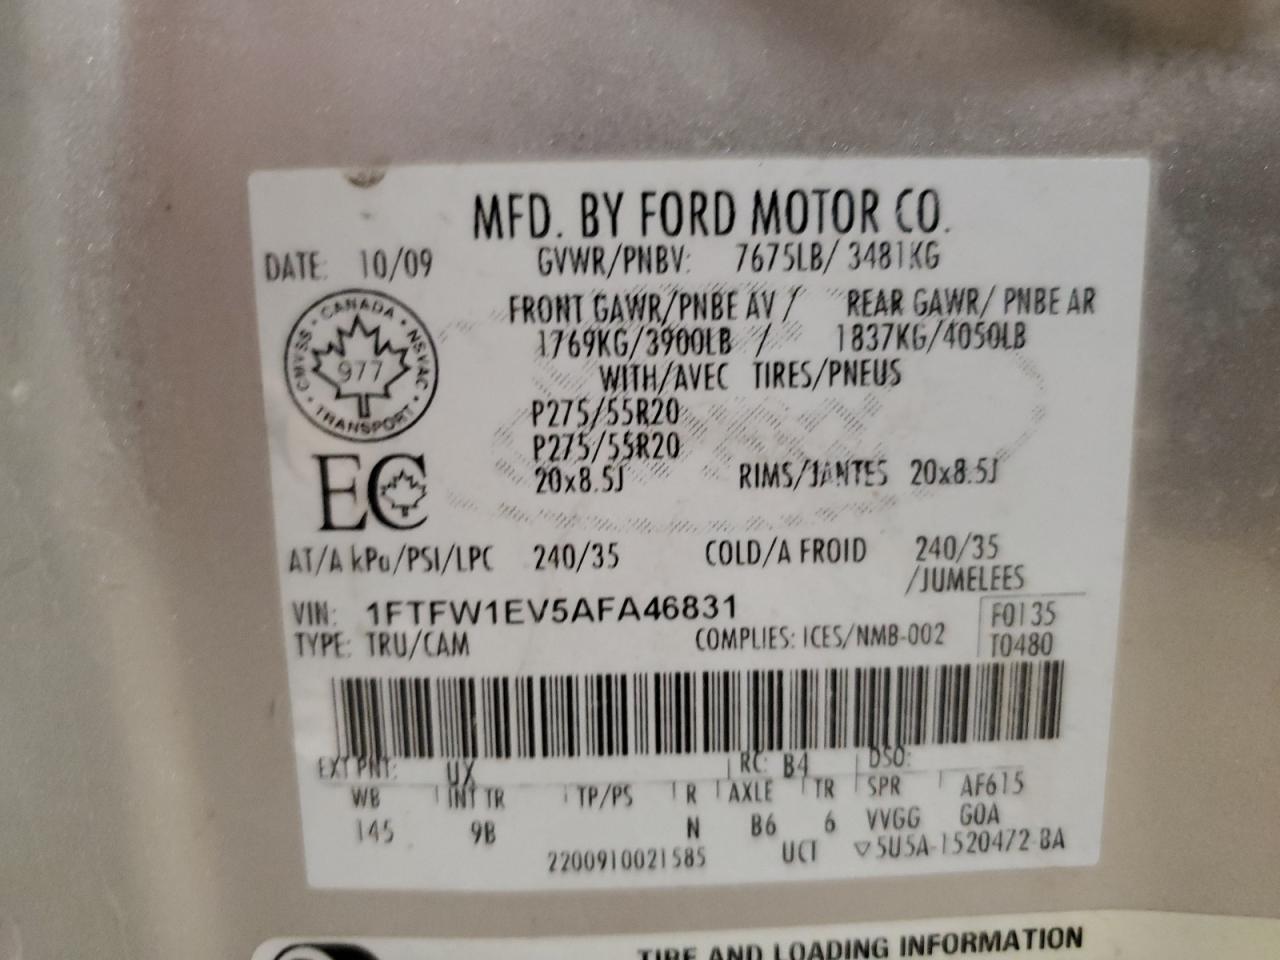 MFD. BY FORD MOTOR CO.
DATE: 10/09 GVWR/PNBV: 7675LB/ 3481KG
FRONT GAWR/PNBE AV / REAR GAWR/ PNBE AR
1769KG/3900LB / 1837KG/4050LB
WITH/AVEC TIRES/PNEUS
CANADA · NSVAC · TRANSPORT · CMVSS ·
977
P275/55R20
P275/55R20
20x8.5J RIMS/JANTES 20x8.5J
EC
AT/A kPa/PSI/LPC 240/35 COLD/A FROID 240/35
/JUMELEES
VIN: 1FTFW1EV5AFA46831 F0135
TYPE: TRU/CAM COMPLIES: ICES/NMB-002 T0480
EXT PNT: UX RC: B4 DSO:
WB INT TR TP/PS R AXLE TR SPR AF615
145 9B N B6 6 VVGG GOA
2200910021585 UCT ▽5U5A-1520472-BA
TIRE AND LOADING INFORMATION